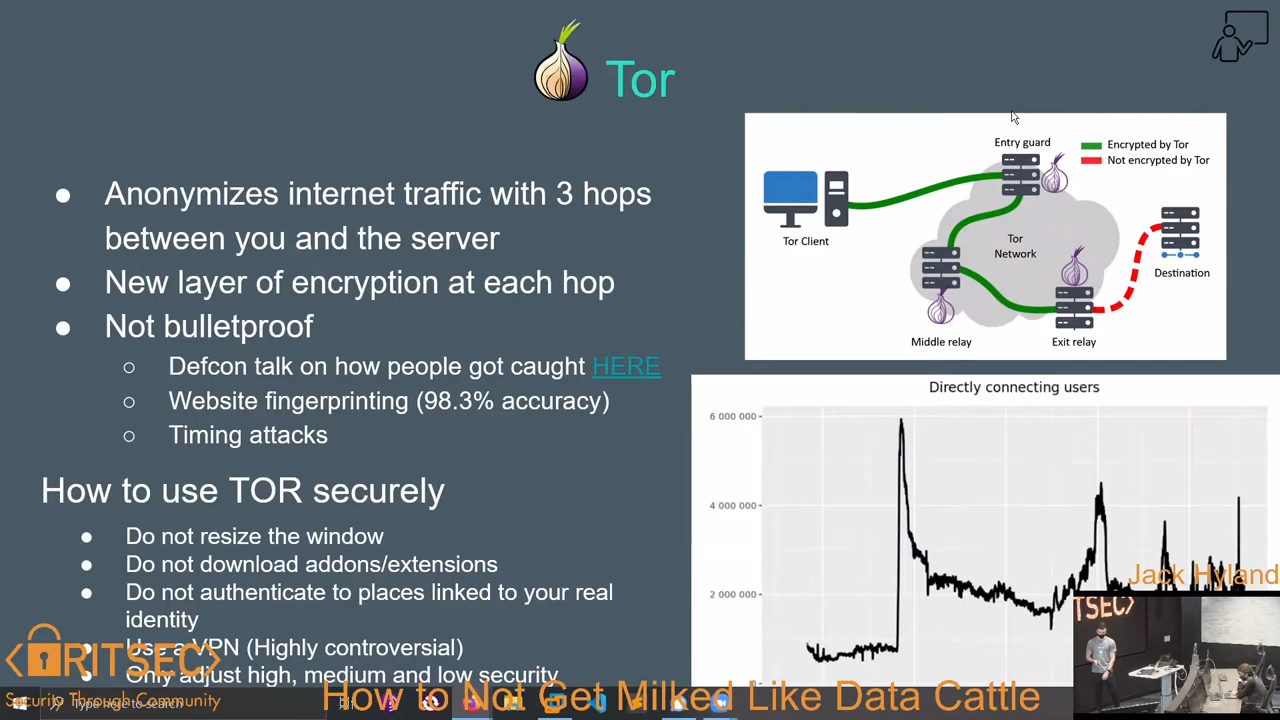 Tor
Anonymizes internet traffic with 3 hops
between you and the server
New layer of encryption at each hop
Not bulletproof
Defcon talk on how people got caught HERE
Website fingerprinting (98.3% accuracy)
Timing attacks
How to use TOR securely
Do not resize the window
Do not download addons/extensions
Do not authenticate to places linked to your real
identity
Use a VPN (Highly controversial)
Only adjust high, medium and low security
Entry guard
Encrypted by Tor
Not encrypted by Tor
Tor Client
Tor
Network
Destination
Middle relay
Exit relay
Directly connecting users
6 000 000
4 000 000
2 000 000
Jack Hyland
ITSEC>
<RITSEC>
Security Through Community
Type here to search
How to Not Get Milked Like Data Cattle